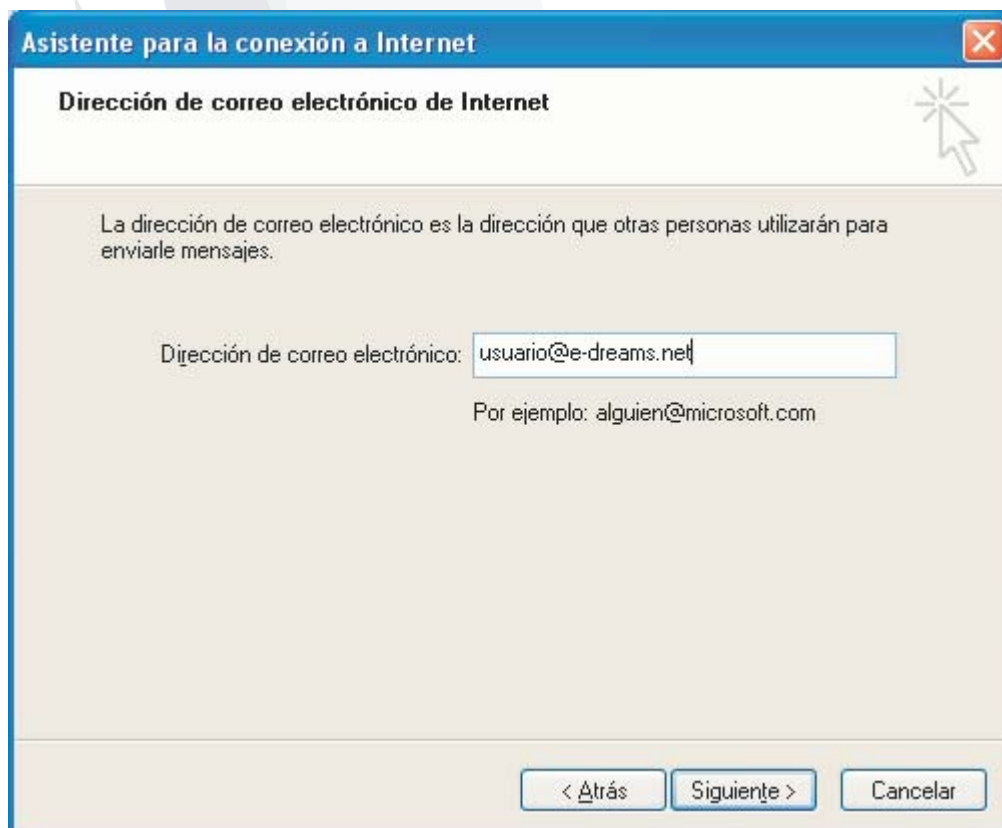 Asistente para la conexión a Internet
Dirección de correo electrónico de Internet
La dirección de correo electrónico es la dirección que otras personas utilizarán para
enviarle mensajes.
Dirección de correo electrónico: usuario@e-dreams.net
Por ejemplo: alguien@microsoft.com
< Atrás Siguiente > Cancelar